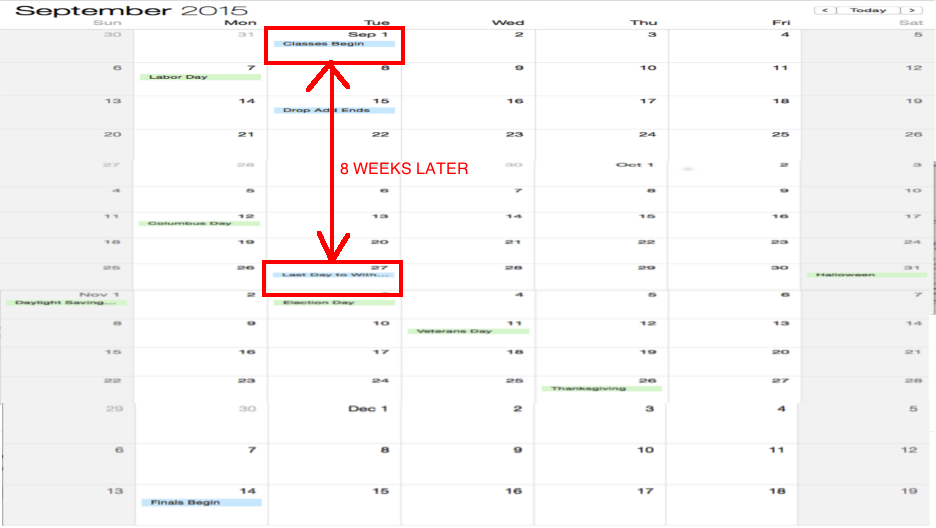 September 2015 < Today >
Sun Mon Tue Wed Thu Fri Sat
30 31 Sep 1 2 3 4 5
Classes Begin
6 7 8 9 10 11 12
Labor Day
13 14 15 16 17 18 19
Drop Add Ends
20 21 22 23 24 25 26
27 28 30 Oct 1 2 3
8 WEEKS LATER
4 5 6 7 8 9 10
11 12 13 14 15 16 17
Columbus Day
18 19 20 21 22 23 24
25 26 27 28 29 30 31
Last Day to With... Halloween
Nov 1 2 3 4 5 6 7
Daylight Saving... Election Day
8 9 10 11 12 13 14
Veterans Day
15 16 17 18 19 20 21
22 23 24 25 26 27 28
Thanksgiving
29 30 Dec 1 2 3 4 5
6 7 8 9 10 11 12
13 14 15 16 17 18 19
Finals Begin